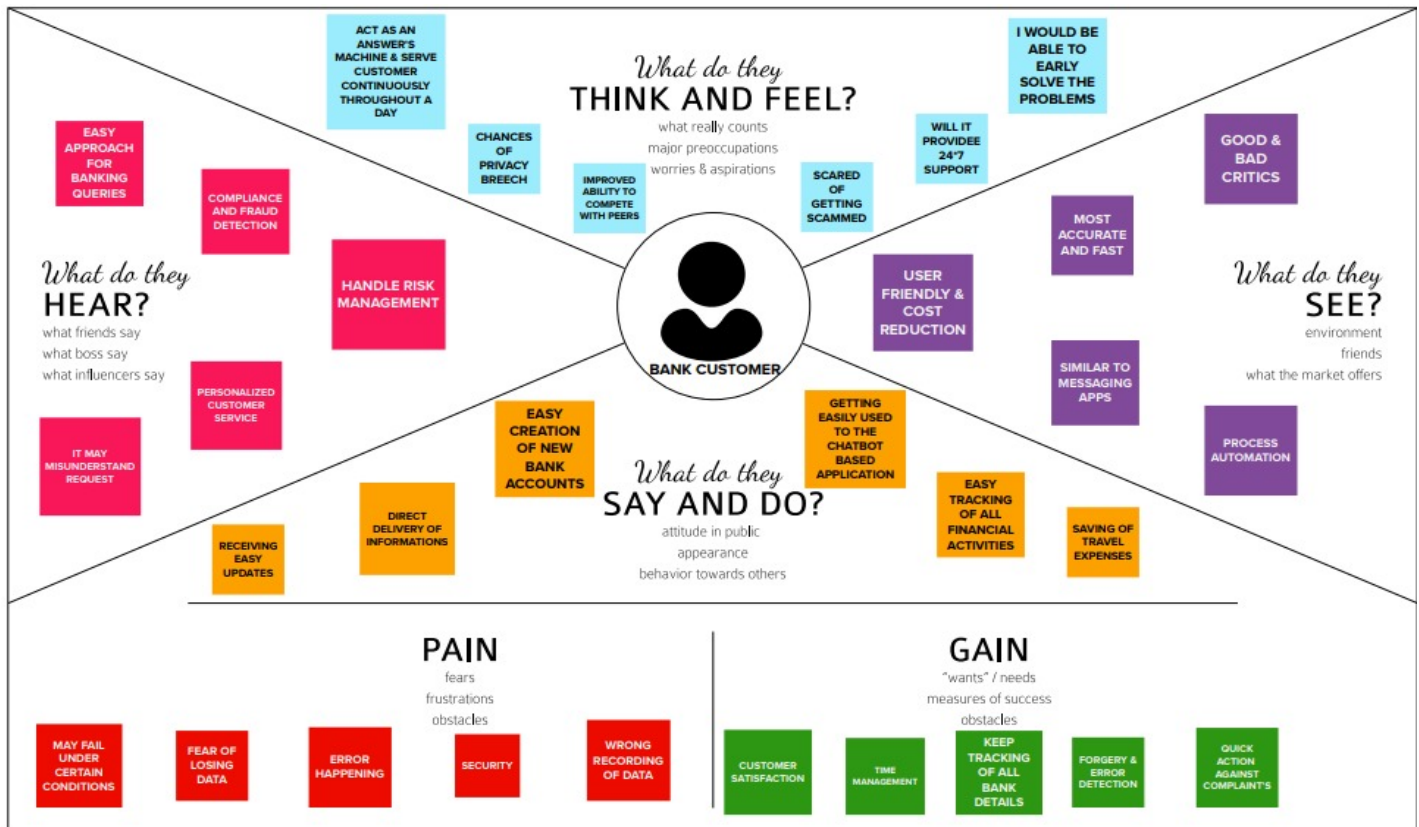 ACT AS AN
ANSWER'S
MACHINE & SERVE
CUSTOMER
CONTINUOUSLY
THROUGHOUT A
DAY
CHANCES
OF
PRIVACY
BREECH
IMPROVED
ABILITY TO
COMPETE
WITH PEERS
What do they
THINK AND FEEL?
what really counts
major preoccupations
worries & aspirations
SCARED
OF
GETTING
SCAMMED
WILL IT
PROVIDEE
24*7
SUPPORT
I WOULD BE
ABLE TO
EARLY
SOLVE THE
PROBLEMS
EASY
APPROACH
FOR
BANKING
QUERIES
COMPLIANCE
AND FRAUD
DETECTION
HANDLE RISK
MANAGEMENT
What do they
HEAR?
what friends say
what boss say
what influencers say
PERSONALIZED
CUSTOMER
SERVICE
IT MAY
MISUNDERSTAND
REQUEST
BANK CUSTOMER
GOOD &
BAD
CRITICS
MOST
ACCURATE
AND FAST
USER
FRIENDLY &
COST
REDUCTION
What do they
SEE?
environment
friends
what the market offers
SIMILAR TO
MESSAGING
APPS
PROCESS
AUTOMATION
EASY
CREATION
OF NEW
BANK
ACCOUNTS
DIRECT
DELIVERY OF
INFORMATIONS
RECEIVING
EASY
UPDATES
What do they
SAY AND DO?
attitude in public
appearance
behavior towards others
GETTING
EASILY USED
TO THE
CHATBOT
BASED
APPLICATION
EASY
TRACKING
OF ALL
FINANCIAL
ACTIVITIES
SAVING OF
TRAVEL
EXPENSES
PAIN
fears
frustrations
obstacles
MAY FAIL
UNDER
CERTAIN
CONDITIONS
FEAR OF
LOSING
DATA
ERROR
HAPPENING
SECURITY
WRONG
RECORDING
OF DATA
GAIN
"wants" / needs
measures of success
obstacles
CUSTOMER
SATISFACTION
TIME
MANAGEMENT
KEEP
TRACKING
OF ALL
BANK
DETAILS
FORGERY &
ERROR
DETECTION
QUICK
ACTION
AGAINST
COMPLAINT'S